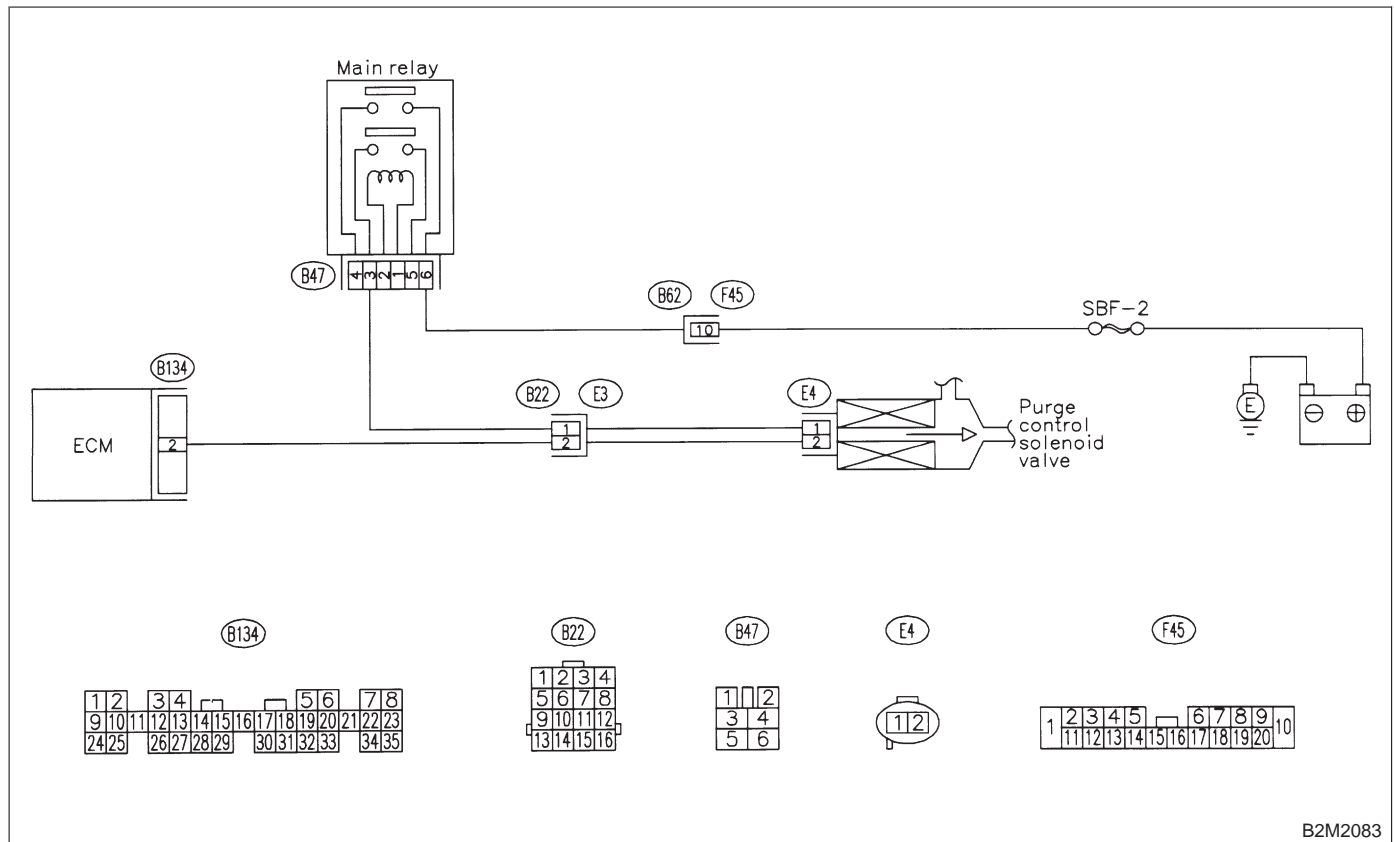 Main relay
B47
4 3 2 1 5 6
B62 F45
10
SBF-2
B134
ECM
2
B22 E3
1
2
E4
1
2
Purge
control
solenoid
valve
E
⊖ ⊕
B134
1 2 3 4 5 6 7 8
9 10 11 12 13 14 15 16 17 18 19 20 21 22 23
24 25 26 27 28 29 30 31 32 33 34 35
B22
1 2 3 4
5 6 7 8
9 10 11 12
13 14 15 16
B47
1 2
3 4
5 6
E4
1 2
F45
1 2 3 4 5 6 7 8 9 10
11 12 13 14 15 16 17 18 19 20
B2M2083